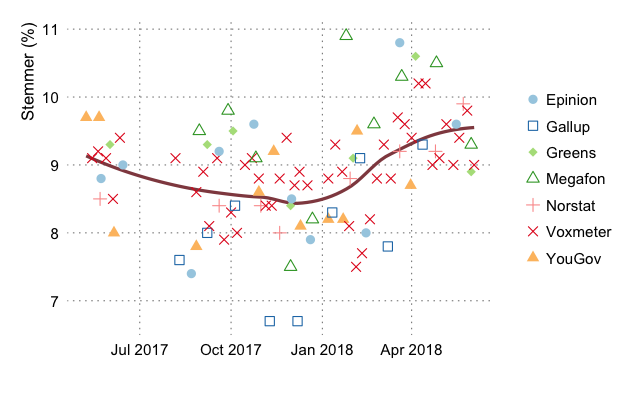 Stemmer (%)
11
10
9
8
7
Jul 2017
Oct 2017
Jan 2018
Apr 2018
Epinion
Gallup
Greens
Megafon
Norstat
Voxmeter
YouGov